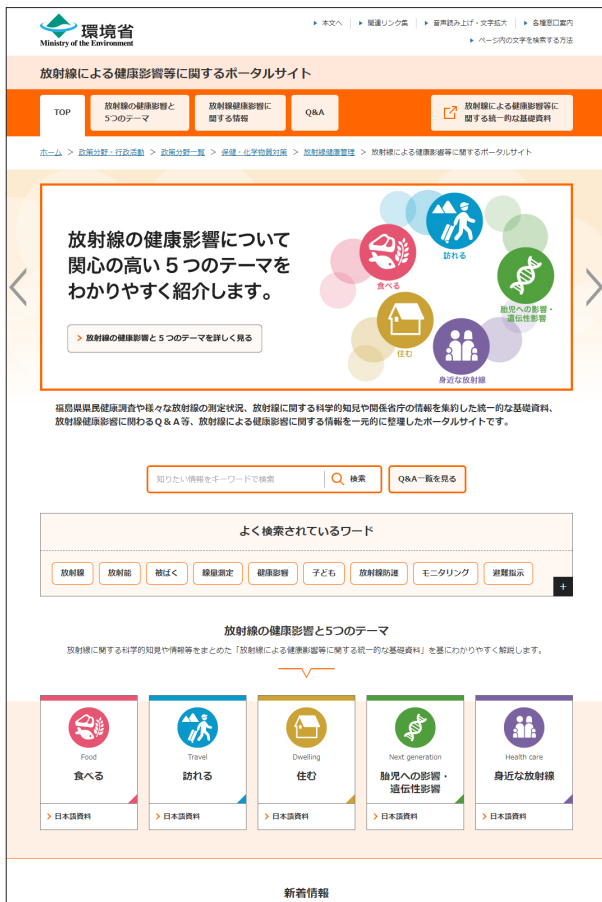 環境省
Ministry of the Environment
本文へ
関連リンク集
音声読み上げ・文字拡大
各種窓口案内
ページ内の文字を検索する方法
放射線による健康影響等に関するポータルサイト
TOP
放射線の健康影響と
5つのテーマ
放射線健康影響に
関する情報
Q&A
放射線による健康影響等に
関する統一的な基礎資料
ホーム > 政策分野・行政活動 > 政策分野一覧 > 保健・化学物質対策 > 放射線健康管理 > 放射線による健康影響等に関するポータルサイト
放射線の健康影響について
関心の高い 5 つのテーマを
わかりやすく紹介します。
放射線の健康影響と 5 つのテーマを詳しく見る
訪れる
食べる
胎児への影響・
遺伝性影響
住む
身近な放射線
福島県県民健康調査や様々な放射線の測定状況、放射線に関する科学的知見や関係省庁の情報を集約した統一的な基礎資料、
放射線健康影響に関わるQ&A等、放射線による健康影響に関する情報を一元的に整理したポータルサイトです。
知りたい情報をキーワードで検索
検索
Q&A一覧を見る
よく検索されているワード
放射線
放射能
被ばく
線量測定
健康影響
子ども
放射線防護
モニタリング
避難指示
+
放射線の健康影響と5つのテーマ
放射線に関する科学的知見や情報等をまとめた「放射線による健康影響等に関する統一的な基礎資料」を基にわかりやすく解説します。
Food
食べる
日本語資料
Travel
訪れる
日本語資料
Dwelling
住む
日本語資料
Next generation
胎児への影響・
遺伝性影響
日本語資料
Health care
身近な放射線
日本語資料
新着情報